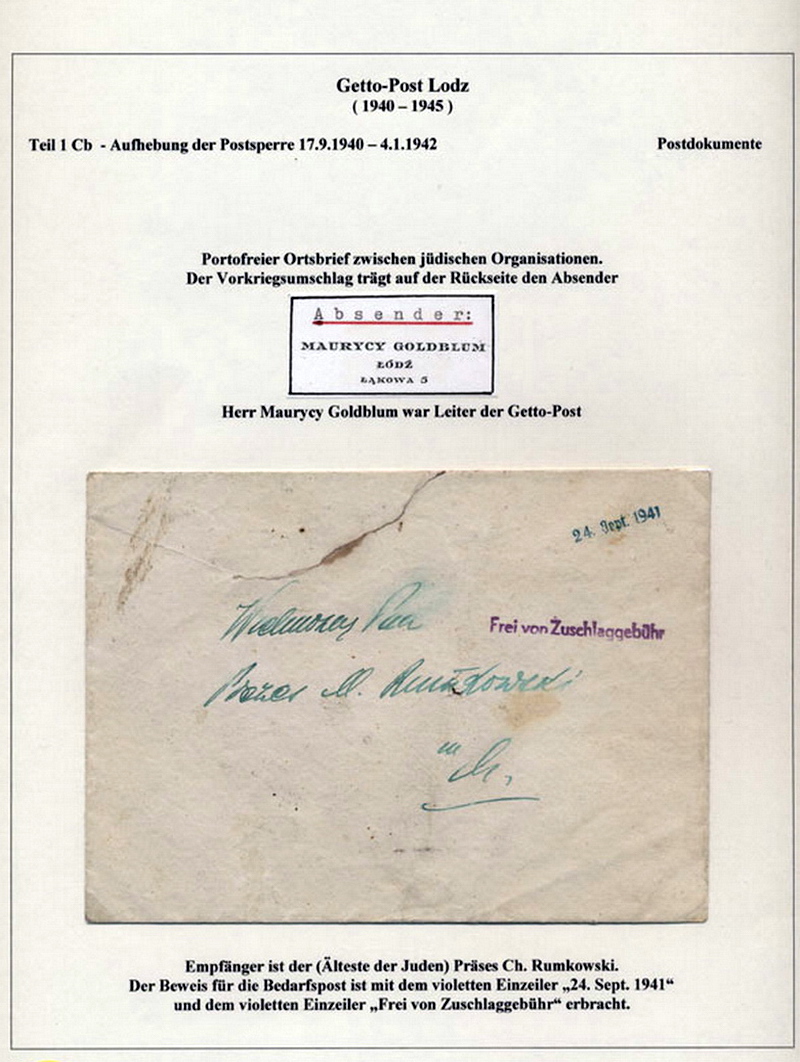 Getto-Post Lodz
( 1940 – 1945 )
Teil 1 Cb - Aufhebung der Postsperre 17.9.1940 – 4.1.1942 Postdokumente
Portofreier Ortsbrief zwischen jüdischen Organisationen.
Der Vorkriegsumschlag trägt auf der Rückseite den Absender
Absender:
MAURYCY GOLDBLUM
ŁÓDŹ
ŁĄKOWA 5
Herr Maurycy Goldblum war Leiter der Getto-Post
24. Sept. 1941
Frei von Zuschlaggebühr
Pan
Prezes M. Rumkowski
Empfänger ist der (Älteste der Juden) Präses Ch. Rumkowski.
Der Beweis für die Bedarfspost ist mit dem violetten Einzeiler „24. Sept. 1941“
und dem violetten Einzeiler „Frei von Zuschlaggebühr“ erbracht.